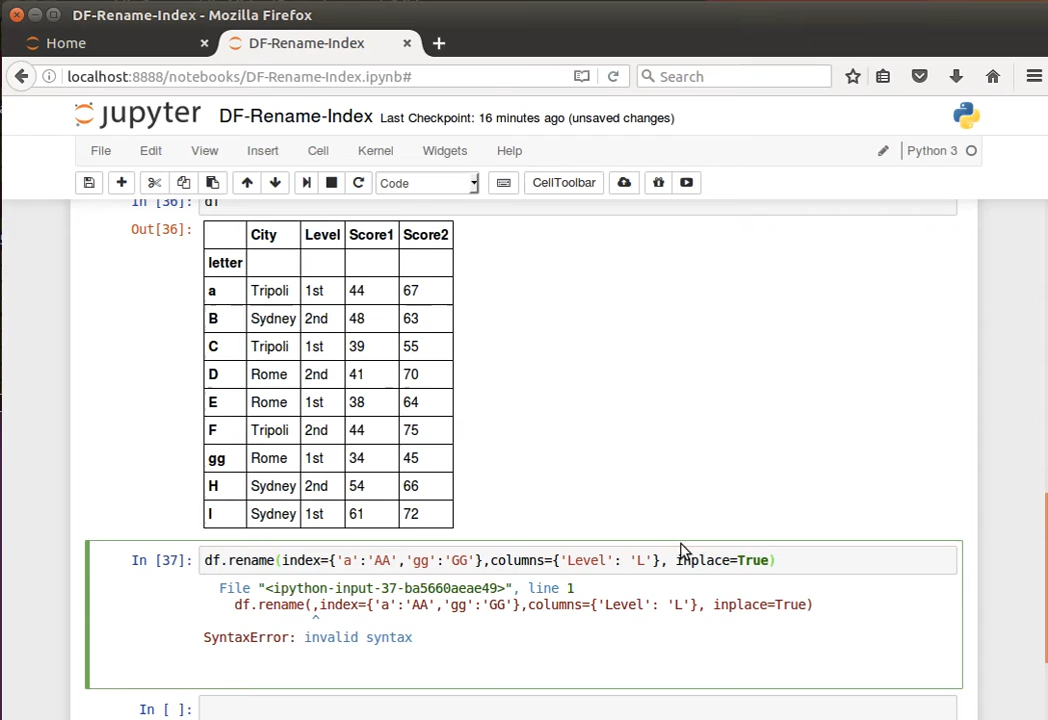 DF-Rename-Index - Mozilla Firefox
Home × DF-Rename-Index × +
localhost:8888/notebooks/DF-Rename-Index.ipynb# Search
jupyter DF-Rename-Index Last Checkpoint: 16 minutes ago (unsaved changes)
File Edit View Insert Cell Kernel Widgets Help Python 3
Code CellToolbar
In [36]: df
Out[36]: City Level Score1 Score2
letter
a Tripoli 1st 44 67
B Sydney 2nd 48 63
C Tripoli 1st 39 55
D Rome 2nd 41 70
E Rome 1st 38 64
F Tripoli 2nd 44 75
gg Rome 1st 34 45
H Sydney 2nd 54 66
I Sydney 1st 61 72
In [37]: df.rename(index={'a':'AA','gg':'GG'},columns={'Level': 'L'}, inplace=True)
File "<ipython-input-37-ba5660aeae49>", line 1
df.rename(,index={'a':'AA','gg':'GG'},columns={'Level': 'L'}, inplace=True)
^
SyntaxError: invalid syntax
In [ ]: